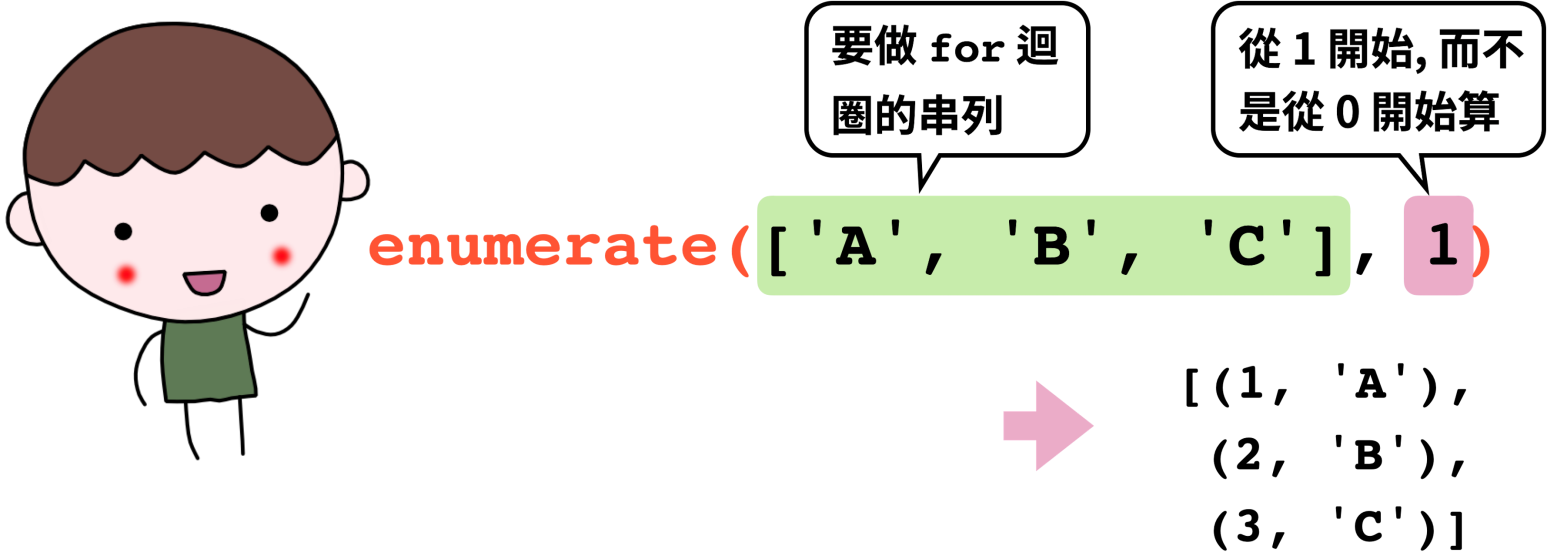 要做 for 迴
圈的串列
從 1 開始, 而不
是從 0 開始算
enumerate(['A', 'B', 'C'], 1)
[(1, 'A'),
(2, 'B'),
(3, 'C')]